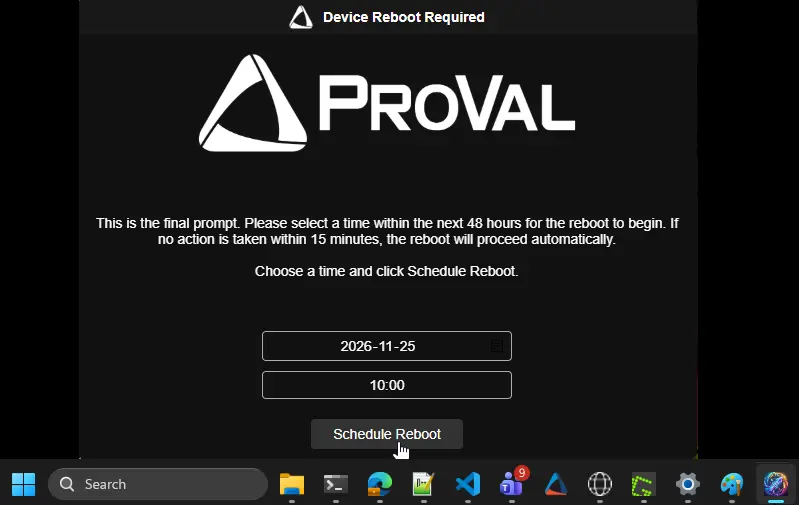 Device Reboot Required
PROVAL
This is the final prompt. Please select a time within the next 48 hours for the reboot to begin. If
no action is taken within 15 minutes, the reboot will proceed automatically.
Choose a time and click Schedule Reboot.
2026-11-25
10:00
Schedule Reboot
Search
9
T